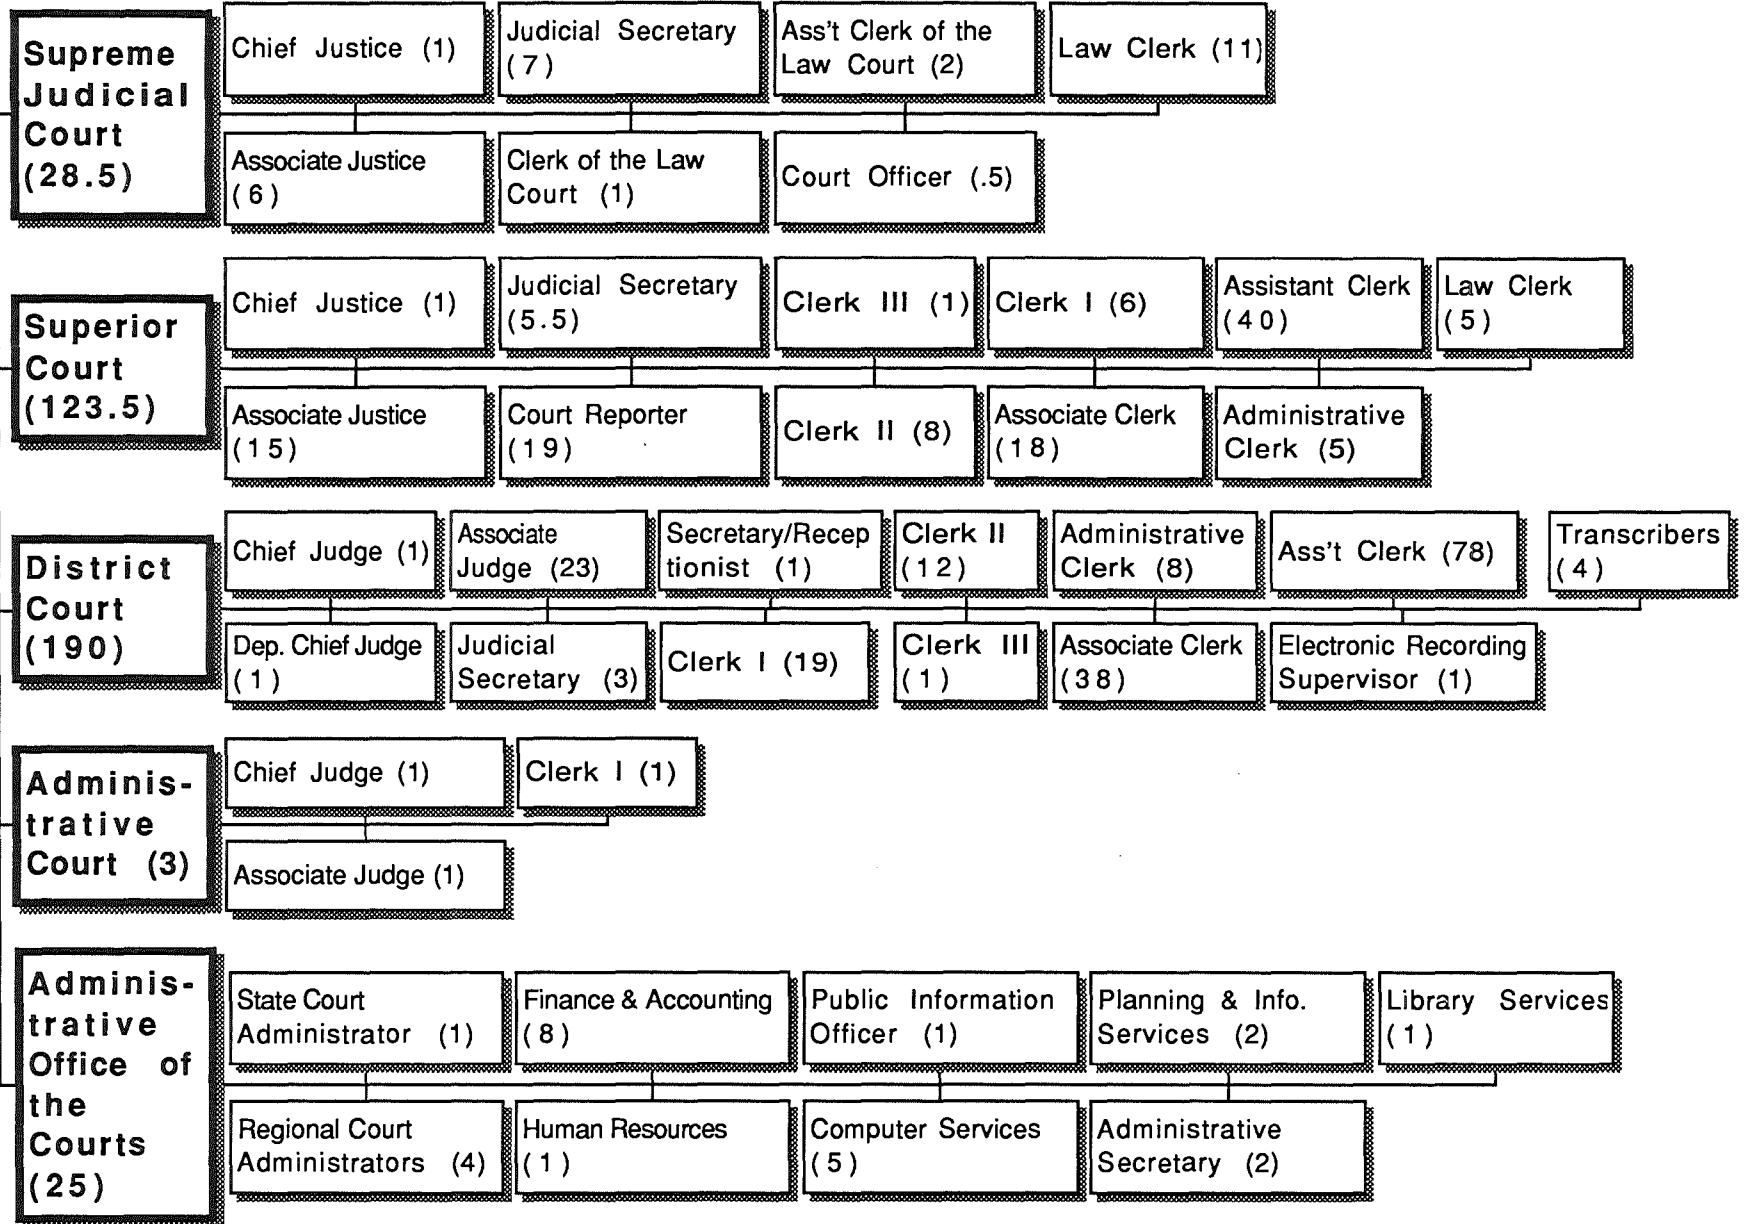 Supreme
Judicial
Court
(28.5)
Chief Justice (1)
Judicial Secretary
(7)
Ass't Clerk of the
Law Court (2)
Law Clerk (11)
Associate Justice
(6)
Clerk of the Law
Court (1)
Court Officer (.5)
Superior
Court
(123.5)
Chief Justice (1)
Judicial Secretary
(5.5)
Clerk III (1)
Clerk I (6)
Assistant Clerk
(40)
Law Clerk
(5)
Associate Justice
(15)
Court Reporter
(19)
Clerk II (8)
Associate Clerk
(18)
Administrative
Clerk (5)
District
Court
(190)
Chief Judge (1)
Associate
Judge (23)
Secretary/Recep
tionist (1)
Clerk II
(12)
Administrative
Clerk (8)
Ass't Clerk (78)
Transcribers
(4)
Dep. Chief Judge
(1)
Judicial
Secretary (3)
Clerk I (19)
Clerk III
(1)
Associate Clerk
(38)
Electronic Recording
Supervisor (1)
Adminis-
trative
Court (3)
Chief Judge (1)
Clerk I (1)
Associate Judge (1)
Adminis-
trative
Office of
the
Courts
(25)
State Court
Administrator (1)
Finance & Accounting
(8)
Public Information
Officer (1)
Planning & Info.
Services (2)
Library Services
(1)
Regional Court
Administrators (4)
Human Resources
(1)
Computer Services
(5)
Administrative
Secretary (2)